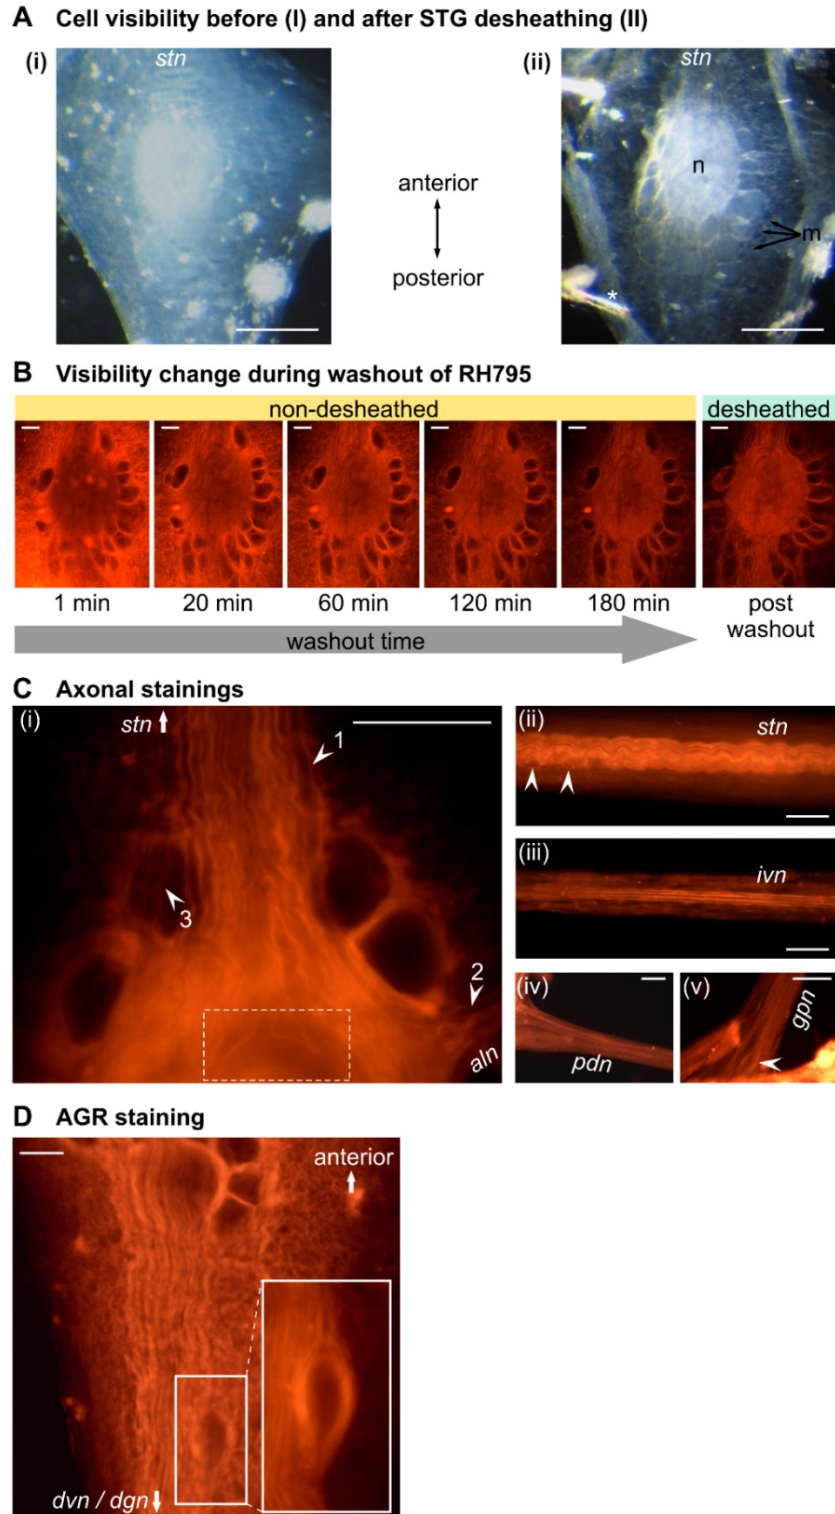 A Cell visibility before (I) and after STG desheathing (II)
(i)
stn
anterior
posterior
(ii)
stn
n
m
*
B Visibility change during washout of RH795
non-desheathed
desheathed
1 min
20 min
60 min
120 min
180 min
post
washout
washout time
C Axonal stainings
(i)
stn
1
3
2
aln
(ii)
stn
(iii)
ivn
(iv)
pdn
(v)
gpn
D AGR staining
anterior
dvn / dgn